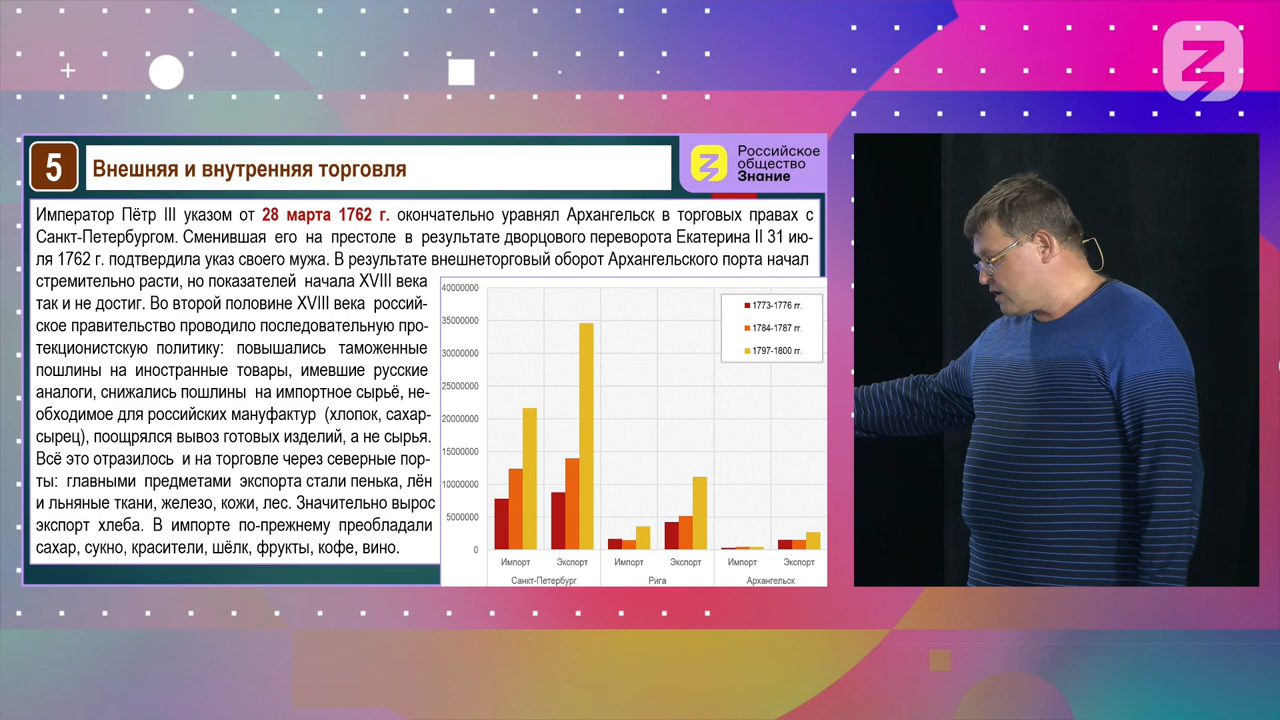 5
Внешняя и внутренняя торговля
Российское
общество
Знание
Император Пётр III указом от 28 марта 1762 г. окончательно уравнял Архангельск в торговых правах с
Санкт-Петербургом. Сменившая его на престоле в результате дворцового переворота Екатерина II 31 ию-
ля 1762 г. подтвердила указ своего мужа. В результате внешнеторговый оборот Архангельского порта начал
стремительно расти, но показателей начала XVIII века
так и не достиг. Во второй половине XVIII века россий-
ское правительство проводило последовательную про-
текционистскую политику: повышались таможенные
пошлины на иностранные товары, имевшие русские
аналоги, снижались пошлины на импортное сырьё, не-
обходимое для российских мануфактур (хлопок, сахар-
сырец), поощрялся вывоз готовых изделий, а не сырья.
Всё это отразилось и на торговле через северные пор-
ты: главными предметами экспорта стали пенька, лён
и льняные ткани, железо, кожи, лес. Значительно вырос
экспорт хлеба. В импорте по-прежнему преобладали
сахар, сукно, красители, шёлк, фрукты, кофе, вино.
40000000
35000000
30000000
25000000
20000000
15000000
10000000
5000000
0
1773-1776 гг.
1784-1787 гг.
1797-1800 гг.
Импорт Экспорт Импорт Экспорт Импорт Экспорт
Санкт-Петербург Рига Архангельск